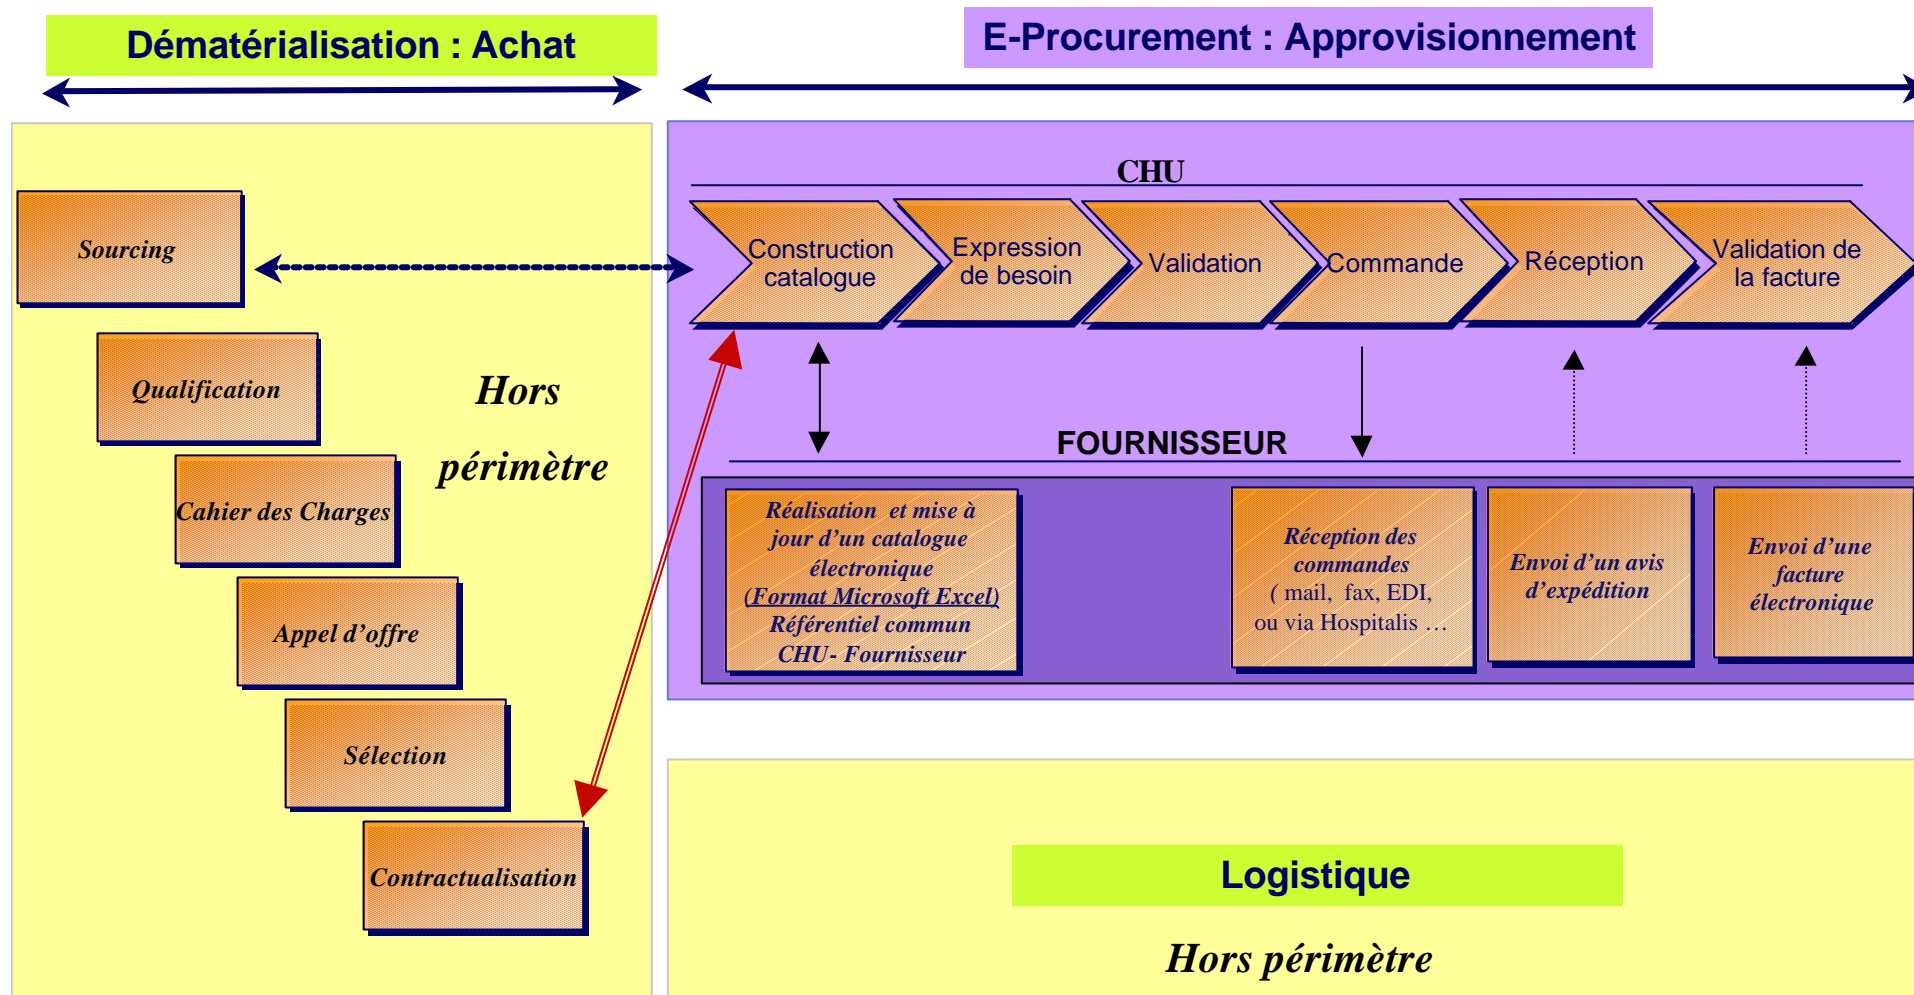 Dématérialisation : Achat
E-Procurement : Approvisionnement
Sourcing
Qualification
Cahier des Charges
Appel d’offre
Sélection
Contractualisation
Hors
périmètre
CHU
Construction
catalogue
Expression
de besoin
Validation
Commande
Réception
Validation de
la facture
FOURNISSEUR
Réalisation et mise à
jour d’un catalogue
électronique
(Format Microsoft Excel)
Référentiel commun
CHU- Fournisseur
Réception des
commandes
( mail, fax, EDI,
ou via Hospitalis …
Envoi d’un avis
d’expédition
Envoi d’une
facture
électronique
Logistique
Hors périmètre